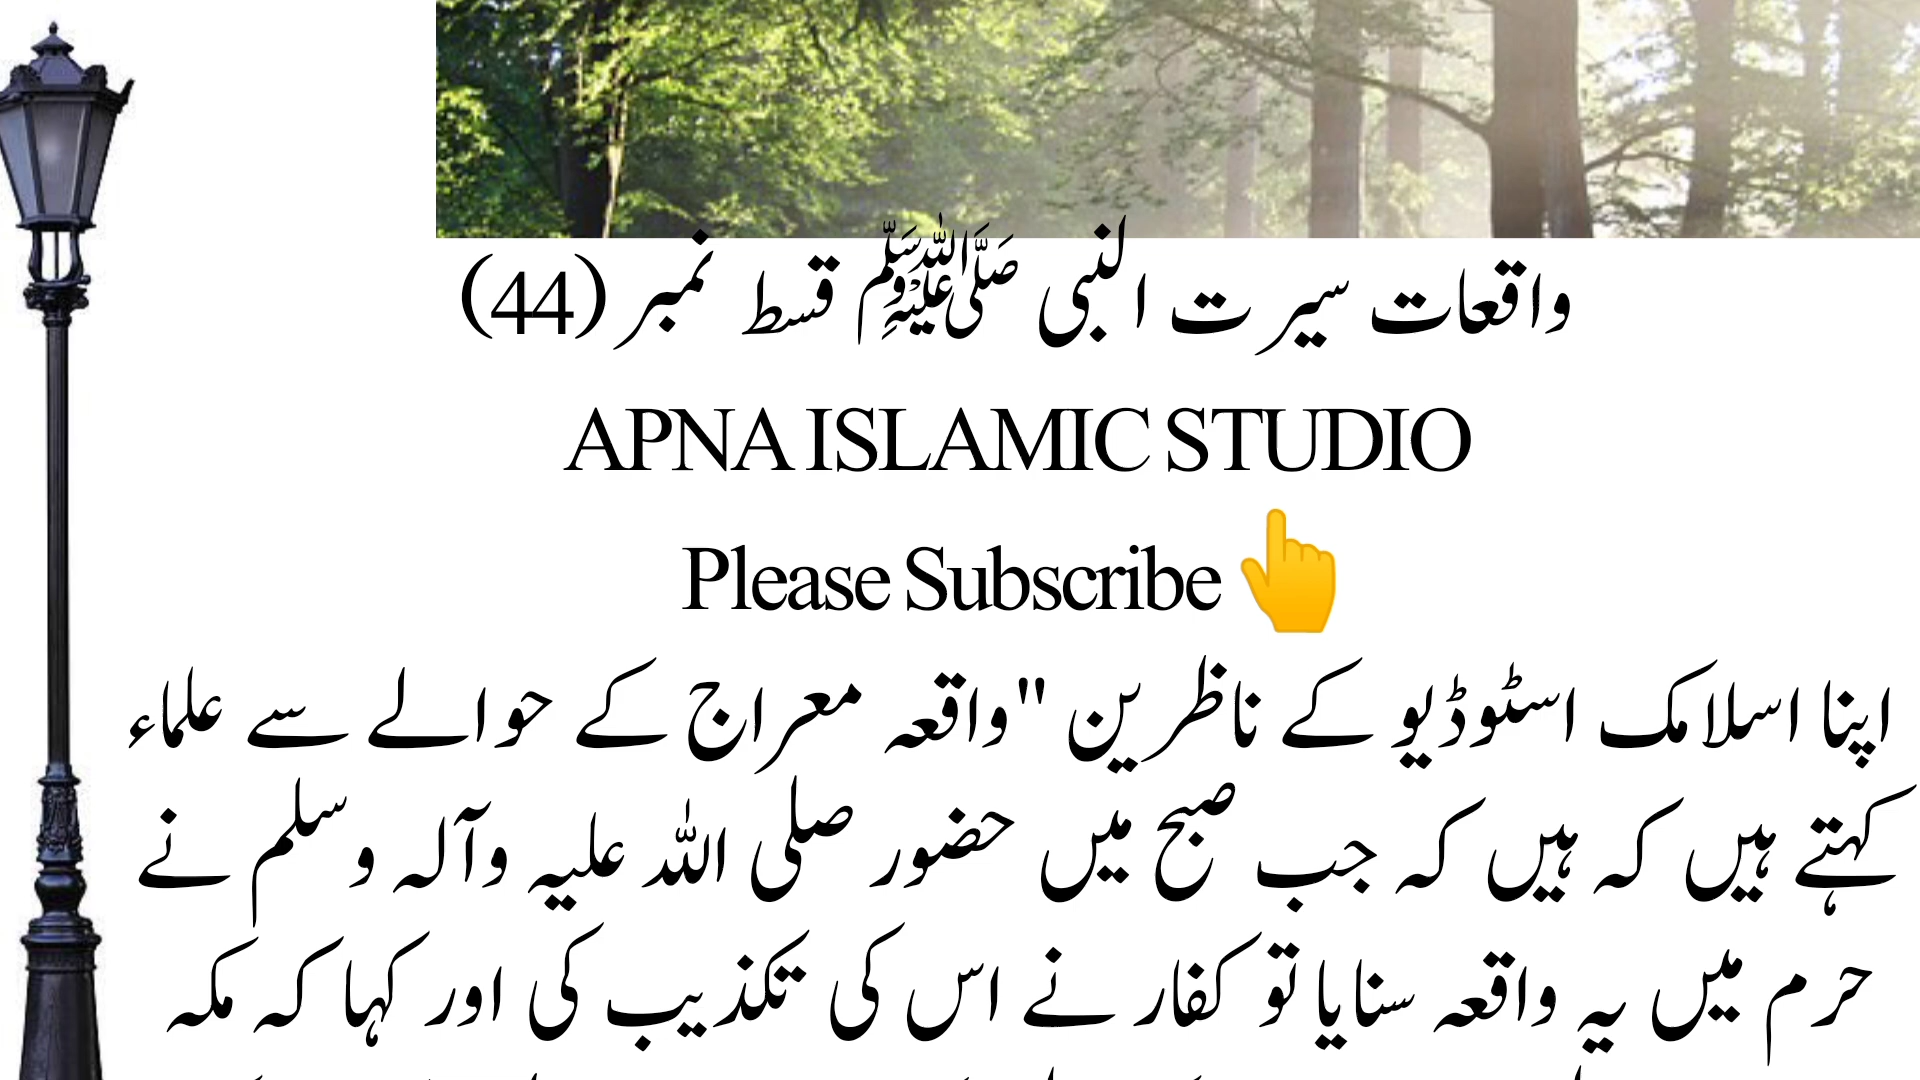 واقعات سیرت النبی ﷺ قسط نمبر (44)
APNA ISLAMIC STUDIO
Please Subscribe 👆
اپنا اسلامک اسٹوڈیو کے ناظرین "واقعہ معراج کے حوالے سے علماء
کہتے ہیں کہ ہیں کہ جب صبح میں حضور صلی اللہ علیہ وآلہ وسلم نے
حرم میں یہ واقعہ سنایا تو کفار نے اس کی تکذیب کی اور کہا کہ مکہ